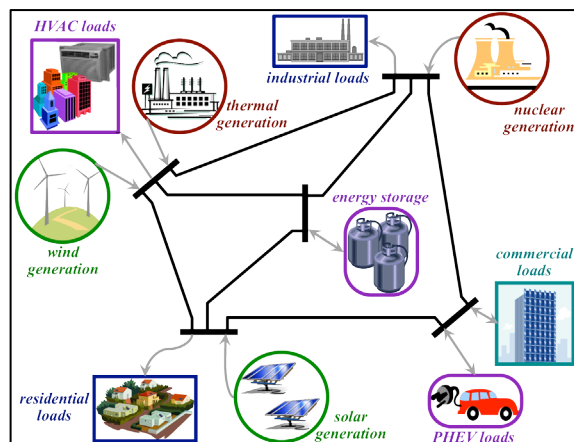 HVAC loads
thermal
generation
industrial loads
nuclear
generation
wind
generation
energy storage
commercial
loads
residential
loads
solar
generation
PHEV loads